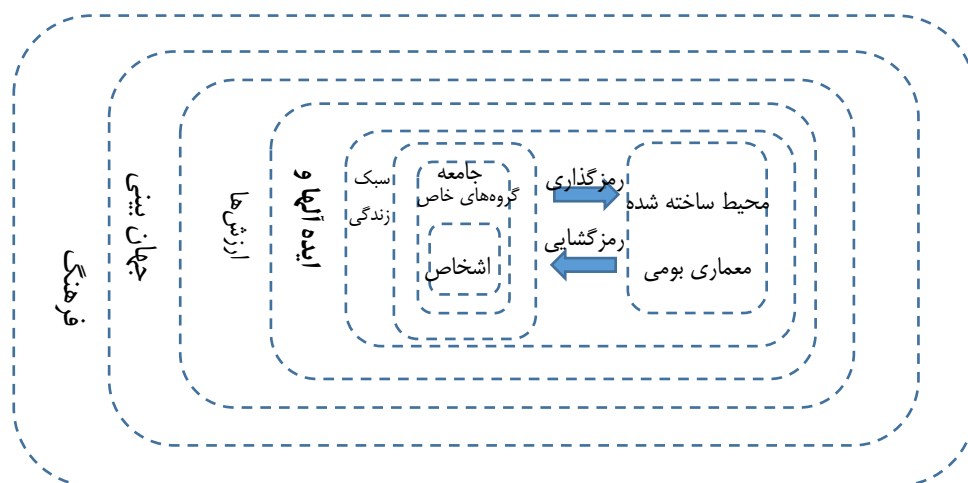 فرهنگ
جهان بینی
ارزش‌ها
ایده آلها و
سبک
زندگی
جامعه
گروه‌های خاص
اشخاص
رمزگذاری
رمزگشایی
محیط ساخته شده
معماری بومی